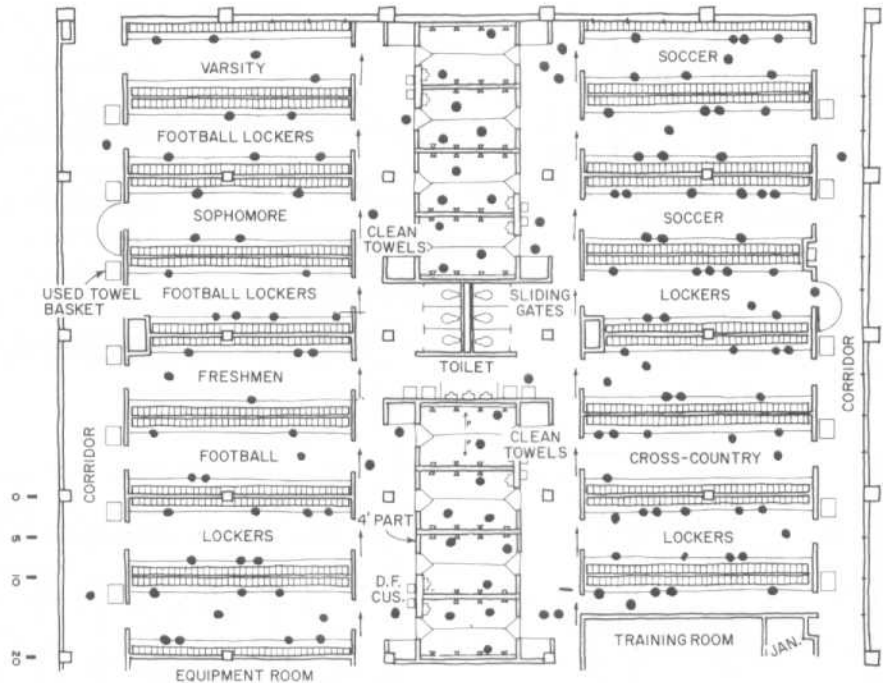 VARSITY
FOOTBALL LOCKERS
SOPHOMORE
USED TOWEL
BASKET
FOOTBALL LOCKERS
FRESHMEN
FOOTBALL
LOCKERS
EQUIPMENT ROOM
CORRIDOR
0
5
10
20
CLEAN
TOWELS
SLIDING
GATES
TOILET
P
P
CLEAN
TOWELS
4' PART
D.F.
CUS.
SOCCER
SOCCER
LOCKERS
CROSS-COUNTRY
LOCKERS
TRAINING ROOM
JAN.
CORRIDOR